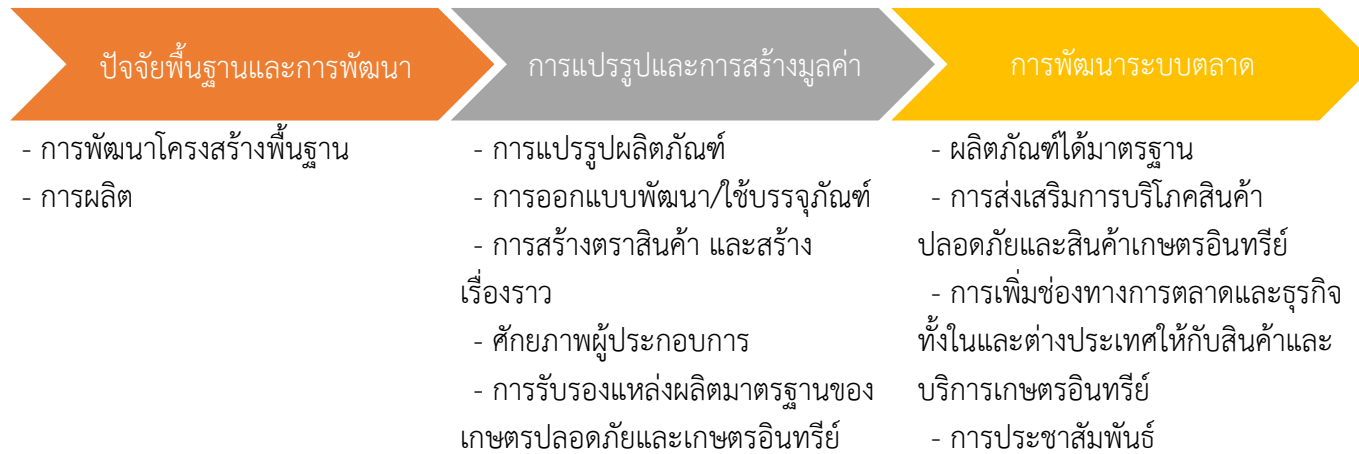 ปัจจัยพื้นฐานและการพัฒนา
- การพัฒนาโครงสร้างพื้นฐาน
- การผลิต
การแปรรูปและการสร้างมูลค่า
- การแปรรูปผลิตภัณฑ์
- การออกแบบพัฒนา/ใช้บรรจุภัณฑ์
- การสร้างตราสินค้า และสร้าง
เรื่องราว
- ศักยภาพผู้ประกอบการ
- การรับรองแหล่งผลิตมาตรฐานของ
เกษตรปลอดภัยและเกษตรอินทรีย์
การพัฒนาระบบตลาด
- ผลิตภัณฑ์ได้มาตรฐาน
- การส่งเสริมการบริโภคสินค้า
ปลอดภัยและสินค้าเกษตรอินทรีย์
- การเพิ่มช่องทางการตลาดและธุรกิจ
ทั้งในและต่างประเทศให้กับสินค้าและ
บริการเกษตรอินทรีย์
- การประชาสัมพันธ์